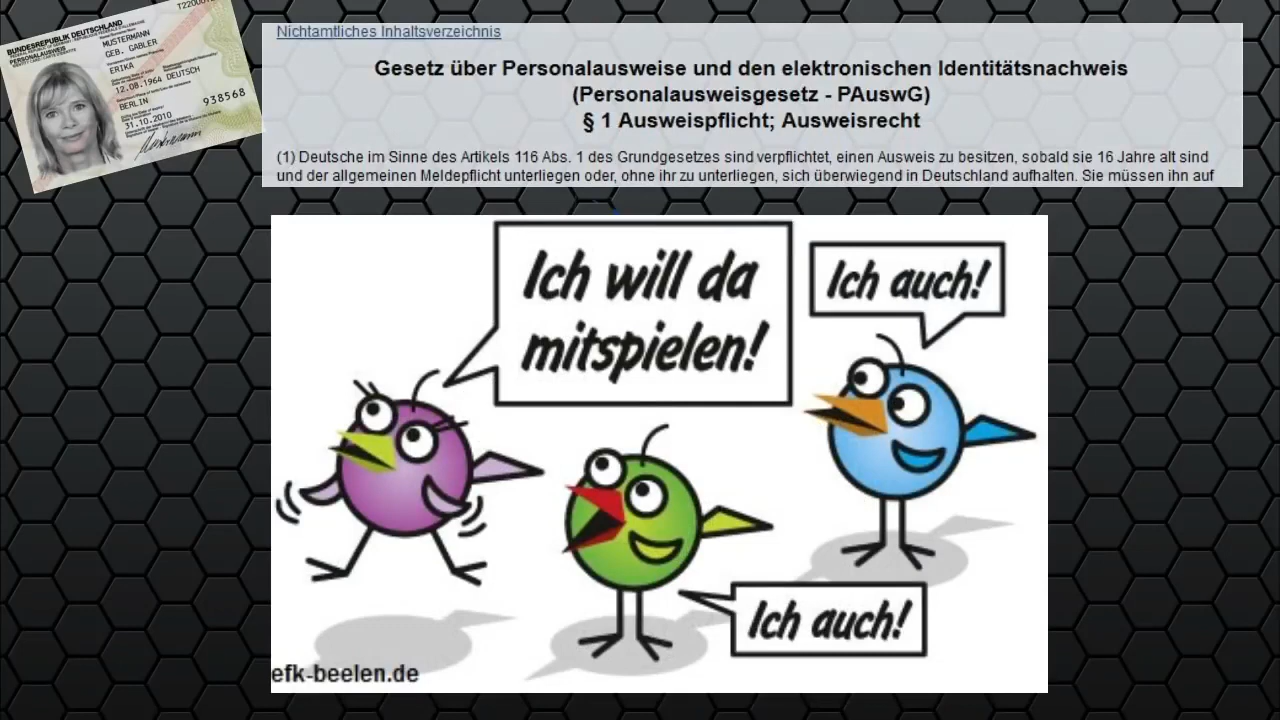 T2200012
BUNDESREPUBLIK DEUTSCHLAND
PERSONALAUSWEIS
MUSTERMANN
GEB. GABLER
ERIKA
12.08.1964 DEUTSCH
BERLIN
31.10.2010
938568
Nichtamtliches Inhaltsverzeichnis
Gesetz über Personalausweise und den elektronischen Identitätsnachweis
(Personalausweisgesetz - PAuswG)
§ 1 Ausweispflicht; Ausweisrecht
(1) Deutsche im Sinne des Artikels 116 Abs. 1 des Grundgesetzes sind verpflichtet, einen Ausweis zu besitzen, sobald sie 16 Jahre alt sind
und der allgemeinen Meldepflicht unterliegen oder, ohne ihr zu unterliegen, sich überwiegend in Deutschland aufhalten. Sie müssen ihn auf
Ich will da
mitspielen!
Ich auch!
Ich auch!
efk-beelen.de